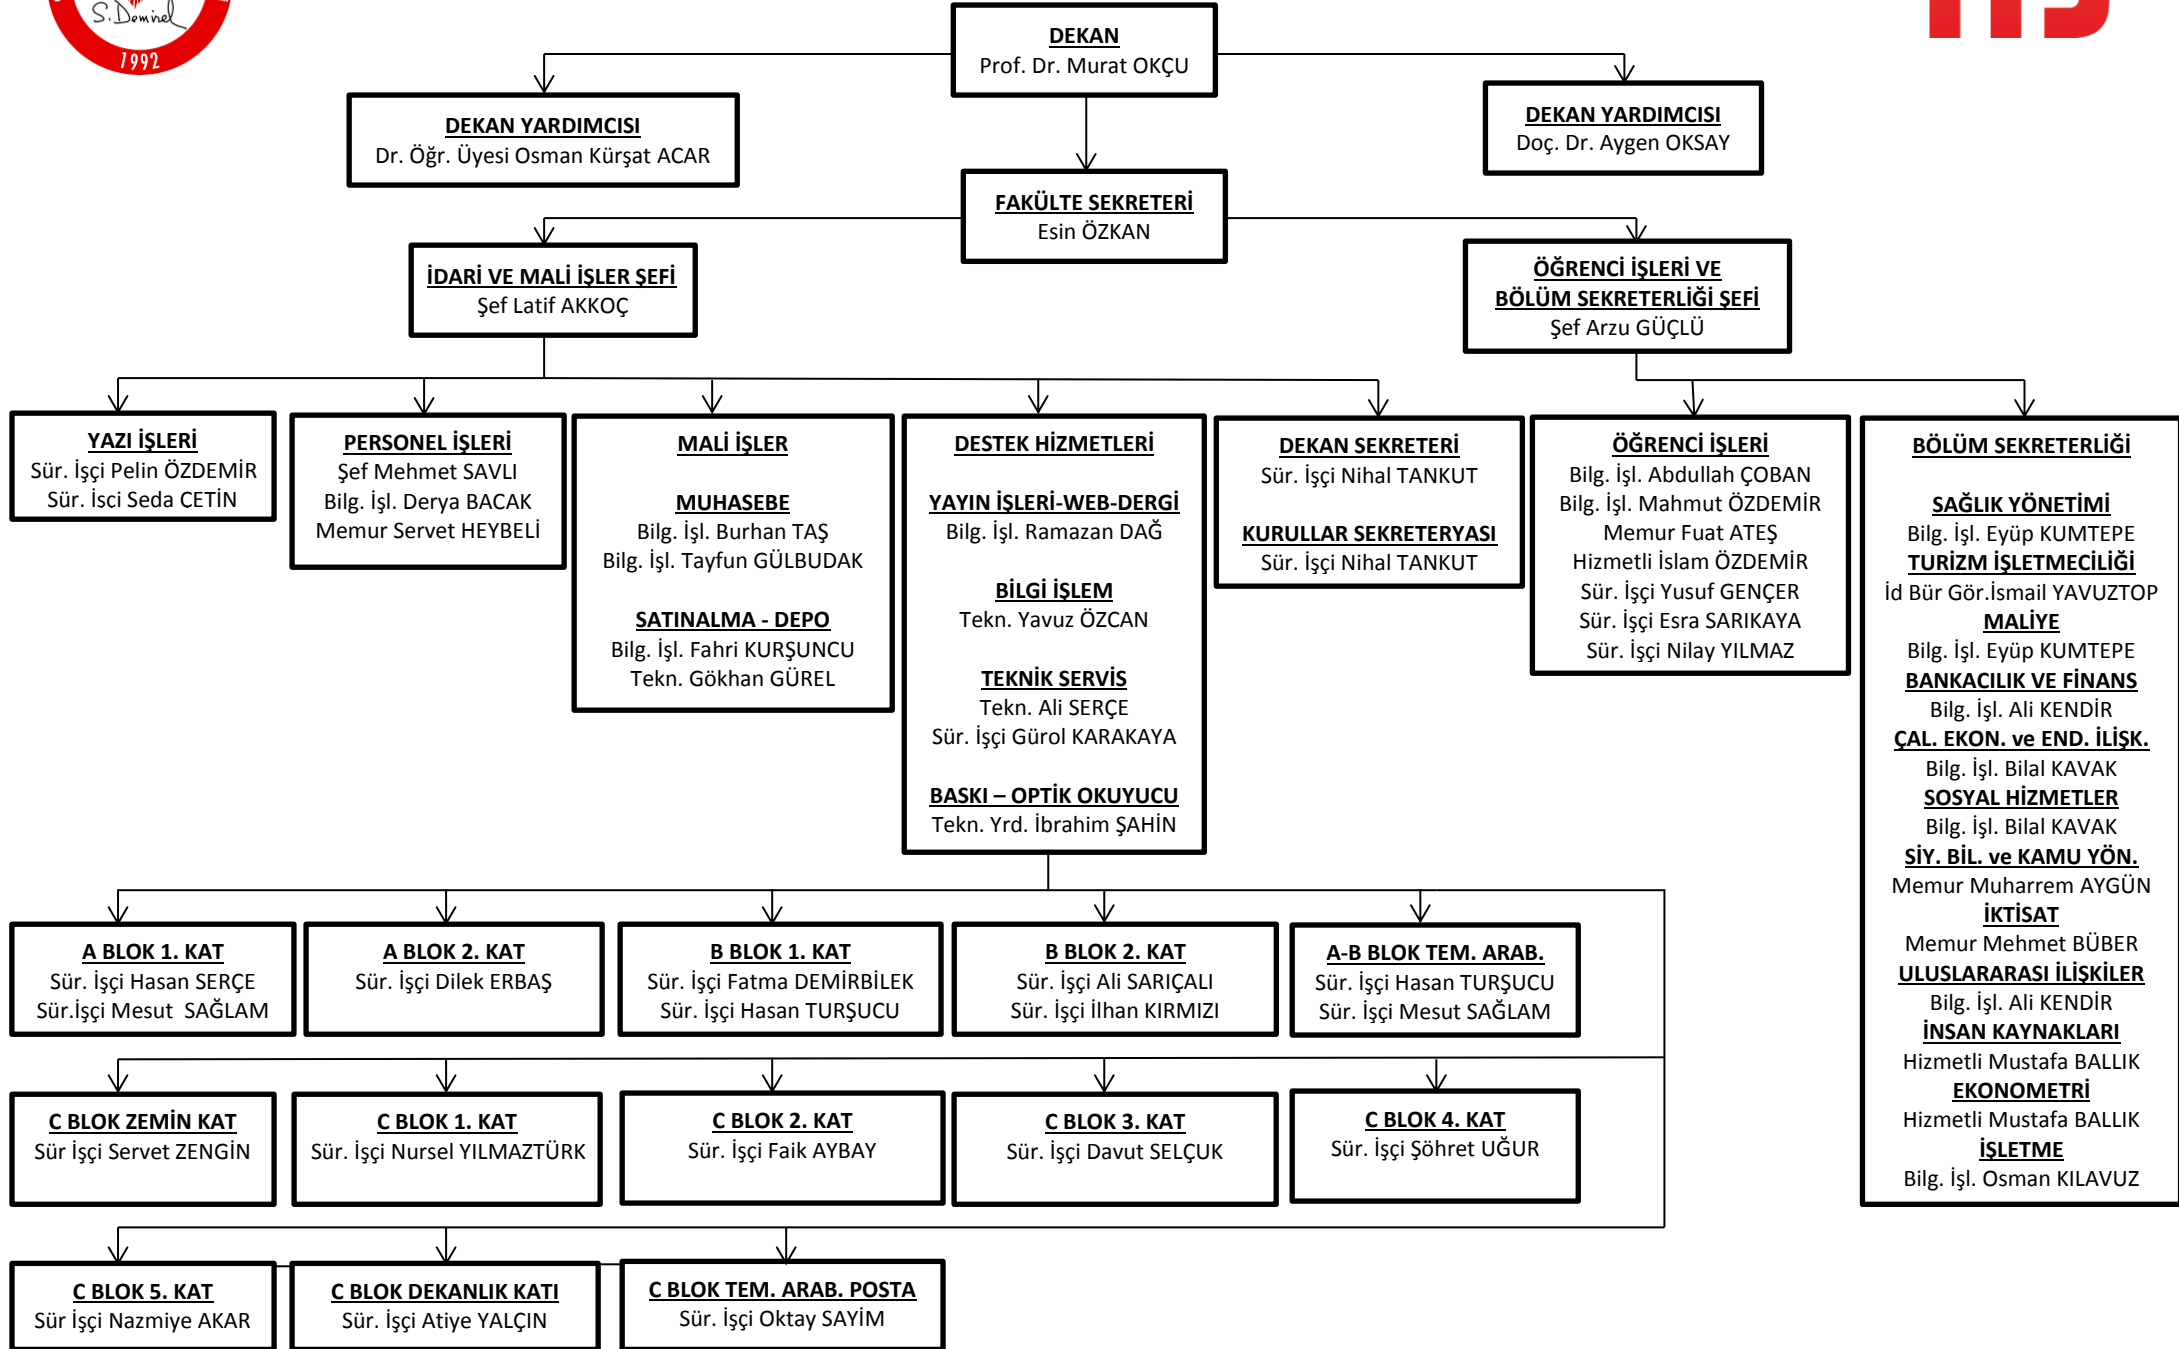 S. Demirel
1992
DEKAN
Prof. Dr. Murat OKÇU
DEKAN YARDIMCISI
Dr. Öğr. Üyesi Osman Kürşat ACAR
DEKAN YARDIMCISI
Doç. Dr. Aygen OKSAY
FAKÜLTE SEKRETERİ
Esin ÖZKAN
İDARİ VE MALİ İŞLER ŞEFİ
Şef Latif AKKOÇ
ÖĞRENCİ İŞLERİ VE
BÖLÜM SEKRETERLİĞİ ŞEFİ
Şef Arzu GÜÇLÜ
YAZI İŞLERİ
Sür. İşçi Pelin ÖZDEMİR
Sür. İsci Seda CETİN
PERSONEL İŞLERİ
Şef Mehmet SAVLI
Bilg. İşl. Derya BACAK
Memur Servet HEYBELİ
MALİ İŞLER
MUHASEBE
Bilg. İşl. Burhan TAŞ
Bilg. İşl. Tayfun GÜLBUDAK
SATINALMA - DEPO
Bilg. İşl. Fahri KURŞUNCU
Tekn. Gökhan GÜREL
DESTEK HİZMETLERİ
YAYIN İŞLERİ-WEB-DERGİ
Bilg. İşl. Ramazan DAĞ
BİLGİ İŞLEM
Tekn. Yavuz ÖZCAN
TEKNİK SERVİS
Tekn. Ali SERÇE
Sür. İşçi Gürol KARAKAYA
BASKI – OPTİK OKUYUCU
Tekn. Yrd. İbrahim ŞAHİN
DEKAN SEKRETERİ
Sür. İşçi Nihal TANKUT
KURULLAR SEKRETERYASI
Sür. İşçi Nihal TANKUT
ÖĞRENCİ İŞLERİ
Bilg. İşl. Abdullah ÇOBAN
Bilg. İşl. Mahmut ÖZDEMİR
Memur Fuat ATEŞ
Hizmetli İslam ÖZDEMİR
Sür. İşçi Yusuf GENÇER
Sür. İşçi Esra SARIKAYA
Sür. İşçi Nilay YILMAZ
BÖLÜM SEKRETERLİĞİ
SAĞLIK YÖNETİMİ
Bilg. İşl. Eyüp KUMTEPE
TURİZM İŞLETMECİLİĞİ
İd Bür Gör.İsmail YAVUZTOP
MALİYE
Bilg. İşl. Eyüp KUMTEPE
BANKACILIK VE FİNANS
Bilg. İşl. Ali KENDİR
ÇAL. EKON. ve END. İLİŞK.
Bilg. İşl. Bilal KAVAK
SOSYAL HİZMETLER
Bilg. İşl. Bilal KAVAK
SİY. BİL. ve KAMU YÖN.
Memur Muharrem AYGÜN
İKTİSAT
Memur Mehmet BÜBER
ULUSLARARASI İLİŞKİLER
Bilg. İşl. Ali KENDİR
İNSAN KAYNAKLARI
Hizmetli Mustafa BALLIK
EKONOMETRİ
Hizmetli Mustafa BALLIK
İŞLETME
Bilg. İşl. Osman KILAVUZ
A BLOK 1. KAT
Sür. İşçi Hasan SERÇE
Sür.İşçi Mesut  SAĞLAM
A BLOK 2. KAT
Sür. İşçi Dilek ERBAŞ
B BLOK 1. KAT
Sür. İşçi Fatma DEMİRBİLEK
Sür. İşçi Hasan TURŞUCU
B BLOK 2. KAT
Sür. İşçi Ali SARIÇALI
Sür. İşçi İlhan KIRMIZI
A-B BLOK TEM. ARAB.
Sür. İşçi Hasan TURŞUCU
Sür. İşçi Mesut SAĞLAM
C BLOK ZEMİN KAT
Sür İşçi Servet ZENGİN
C BLOK 1. KAT
Sür. İşçi Nursel YILMAZTÜRK
C BLOK 2. KAT
Sür. İşçi Faik AYBAY
C BLOK 3. KAT
Sür. İşçi Davut SELÇUK
C BLOK 4. KAT
Sür. İşçi Şöhret UĞUR
C BLOK 5. KAT
Sür İşçi Nazmiye AKAR
C BLOK DEKANLIK KATI
Sür. İşçi Atiye YALÇIN
C BLOK TEM. ARAB. POSTA
Sür. İşçi Oktay SAYİM